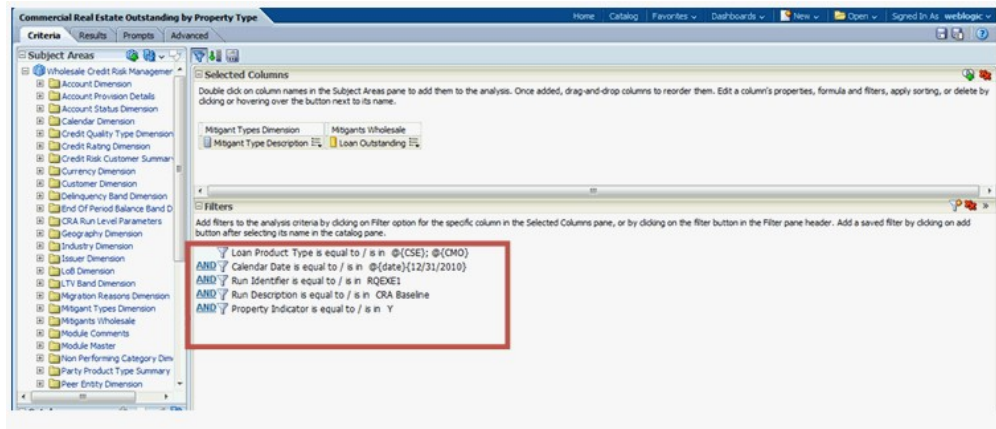 Commercial Real Estate Outstanding by Property Type
Home Catalog Favorites Dashboards New Open Signed In As weblogic
Criteria Results Prompts Advanced
Subject Areas
Wholesale Credit Risk Managemer
Account Dimension
Account Provision Details
Account Status Dimension
Calendar Dimension
Credit Quality Type Dimension
Credit Rating Dimension
Credit Risk Customer Summar
Currency Dimension
Customer Dimension
Delinquency Band Dimension
End Of Period Balance Band D
CRA Run Level Parameters
Geography Dimension
Industry Dimension
Issuer Dimension
LoB Dimension
LTV Band Dimension
Migration Reasons Dimension
Mitigant Types Dimension
Mitigants Wholesale
Module Comments
Module Master
Non Performing Category Dim
Party Product Type Summary
Peer Entity Dimension
Selected Columns
Double click on column names in the Subject Areas pane to add them to the analysis. Once added, drag-and-drop columns to reorder them. Edit a column's properties, formula and filters, apply sorting, or delete by
clicking or hovering over the button next to its name.
Mitigant Types Dimension Mitigants Wholesale
Mitigant Type Description Loan Outstanding
Filters
Add filters to the analysis criteria by clicking on Filter option for the specific column in the Selected Columns pane, or by clicking on the filter button in the Filter pane header. Add a saved filter by clicking on add
button after selecting its name in the catalog pane.
Loan Product Type is equal to / is in @{CSE}; @{CMO}
AND Calendar Date is equal to / is in @{date}{12/31/2010}
AND Run Identifier is equal to / is in RQEXE1
AND Run Description is equal to / is in CRA Baseline
AND Property Indicator is equal to / is in Y